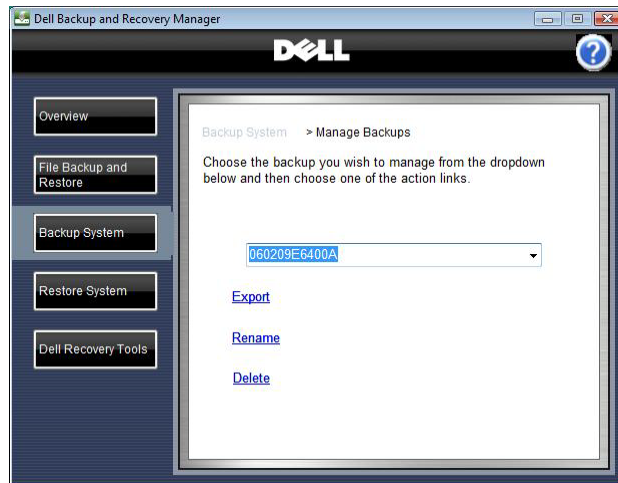 Dell Backup and Recovery Manager
DELL
?
Overview
File Backup and
Restore
Backup System
Restore System
Dell Recovery Tools
Backup System > Manage Backups
Choose the backup you wish to manage from the dropdown
below and then choose one of the action links.
060209E6400A
Export
Rename
Delete